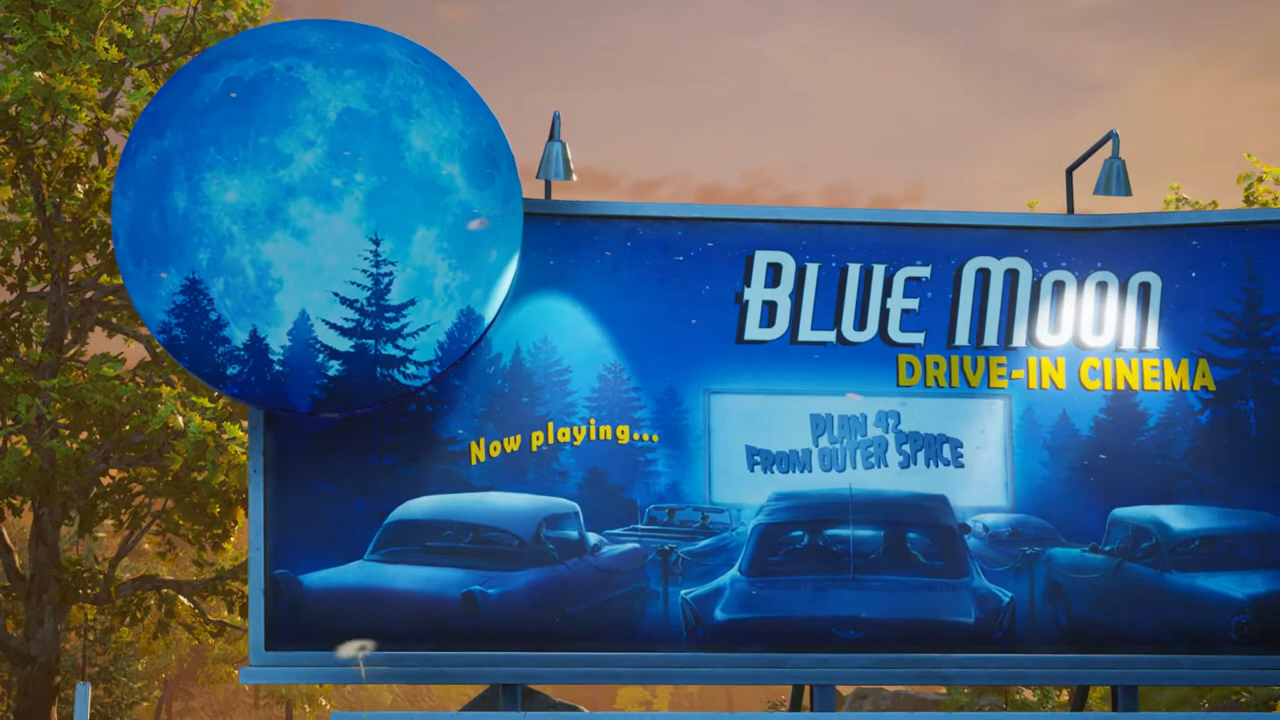 BLUE MOON
DRIVE-IN CINEMA
Now playing...
PLAN 42
FROM OUTER SPACE